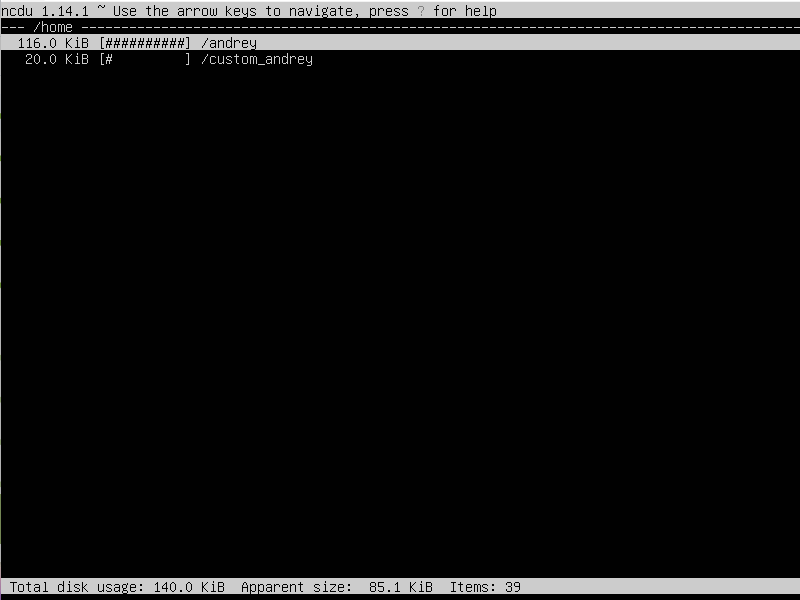 ncdu 1.14.1 ~ Use the arrow keys to navigate, press ? for help
--- /home ------------------------------------------------------------------------------------------
  116.0 KiB [##########] /andrey
   20.0 KiB [#         ] /custom_andrey
 Total disk usage: 140.0 KiB  Apparent size:  85.1 KiB  Items: 39